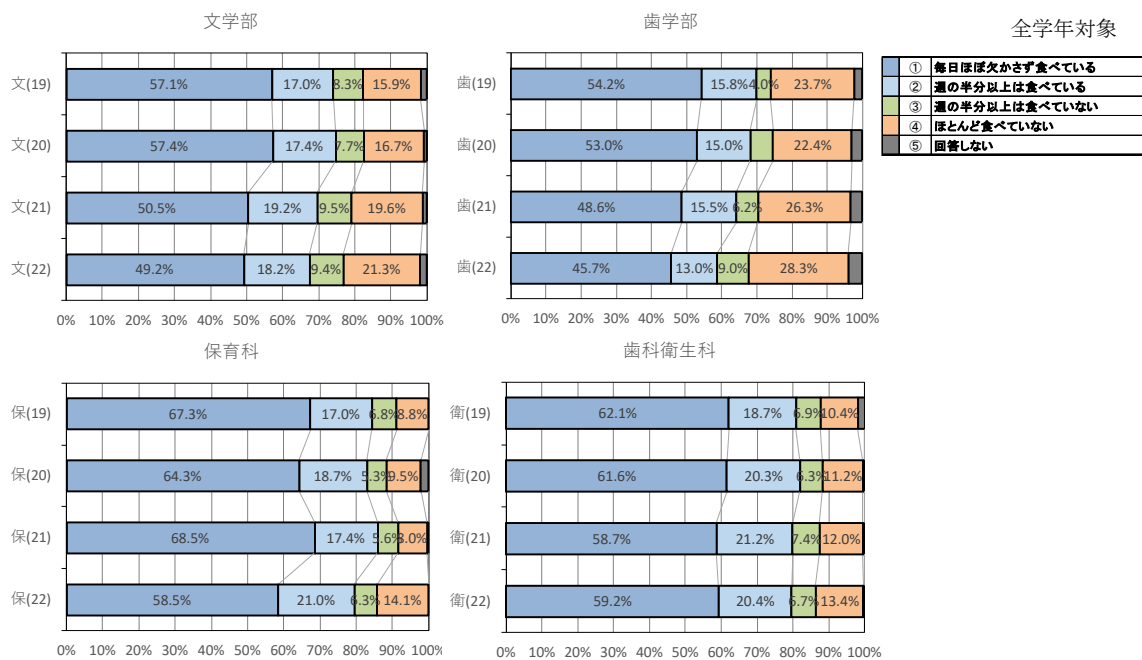 文学部
文(19) 57.1% 17.0% 8.3% 15.9%
文(20) 57.4% 17.4% 7.7% 16.7%
文(21) 50.5% 19.2% 9.5% 19.6%
文(22) 49.2% 18.2% 9.4% 21.3%
0% 10% 20% 30% 40% 50% 60% 70% 80% 90% 100%
歯学部
歯(19) 54.2% 15.8% 4.0% 23.7%
歯(20) 53.0% 15.0% 22.4%
歯(21) 48.6% 15.5% 6.2% 26.3%
歯(22) 45.7% 13.0% 9.0% 28.3%
0% 10% 20% 30% 40% 50% 60% 70% 80% 90% 100%
全学年対象
① 毎日ほぼ欠かさず食べている
② 週の半分以上は食べている
③ 週の半分以上は食べていない
④ ほとんど食べていない
⑤ 回答しない
保育科
保(19) 67.3% 17.0% 6.8% 8.8%
保(20) 64.3% 18.7% 5.3% 9.5%
保(21) 68.5% 17.4% 5.6% 8.0%
保(22) 58.5% 21.0% 6.3% 14.1%
0% 10% 20% 30% 40% 50% 60% 70% 80% 90% 100%
歯科衛生科
衛(19) 62.1% 18.7% 6.9% 10.4%
衛(20) 61.6% 20.3% 6.3% 11.2%
衛(21) 58.7% 21.2% 7.4% 12.0%
衛(22) 59.2% 20.4% 6.7% 13.4%
0% 10% 20% 30% 40% 50% 60% 70% 80% 90% 100%